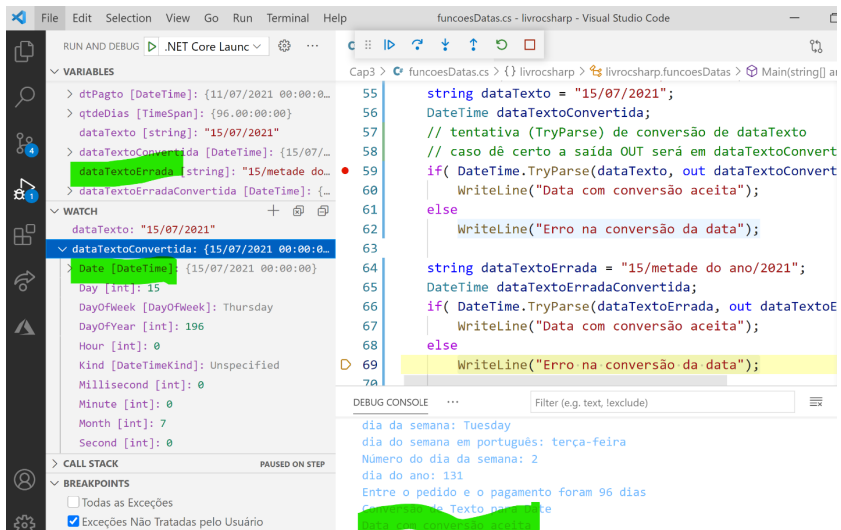 File Edit Selection View Go Run Terminal Help funcoesDatas.cs - livrocsharp - Visual Studio Code
RUN AND DEBUG .NET Core Launc
VARIABLES
dtPagto [DateTime]: {11/07/2021 00:00:0…
qtdeDias [TimeSpan]: {96.00:00:00}
dataTexto [string]: "15/07/2021"
dataTextoConvertida [DateTime]: {15/07/…
dataTextoErrada [string]: "15/metade do…
dataTextoErradaConvertida [DateTime]: {…
4
1
WATCH
dataTexto: "15/07/2021"
dataTextoConvertida: {15/07/2021 00:00:0…
Date [DateTime]: {15/07/2021 00:00:00}
Day [int]: 15
DayOfWeek [DayOfWeek]: Thursday
DayOfYear [int]: 196
Hour [int]: 0
Kind [DateTimeKind]: Unspecified
Millisecond [int]: 0
Minute [int]: 0
Month [int]: 7
Second [int]: 0
CALL STACK PAUSED ON STEP
BREAKPOINTS
Todas as Exceções
Exceções Não Tratadas pelo Usuário
Cap3 > funcoesDatas.cs > {} livrocsharp > livrocsharp.funcoesDatas > Main(string[] ar
55 string dataTexto = "15/07/2021";
56 DateTime dataTextoConvertida;
57 // tentativa (TryParse) de conversão de dataTexto
58 // caso dê certo a saída OUT será em dataTextoConvert
59 if( DateTime.TryParse(dataTexto, out dataTextoConvert
60 WriteLine("Data com conversão aceita");
61 else
62 WriteLine("Erro na conversão da data");
63
64 string dataTextoErrada = "15/metade do ano/2021";
65 DateTime dataTextoErradaConvertida;
66 if( DateTime.TryParse(dataTextoErrada, out dataTextoE
67 WriteLine("Data com conversão aceita");
68 else
69 WriteLine("Erro na conversão da data");
70
DEBUG CONSOLE ··· Filter (e.g. text, !exclude)
dia da semana: Tuesday
dia do semana em português: terça-feira
Número do dia da semana: 2
dia do ano: 131
Entre o pedido e o pagamento foram 96 dias
Conversão de Texto para Date
Data com conversão aceita